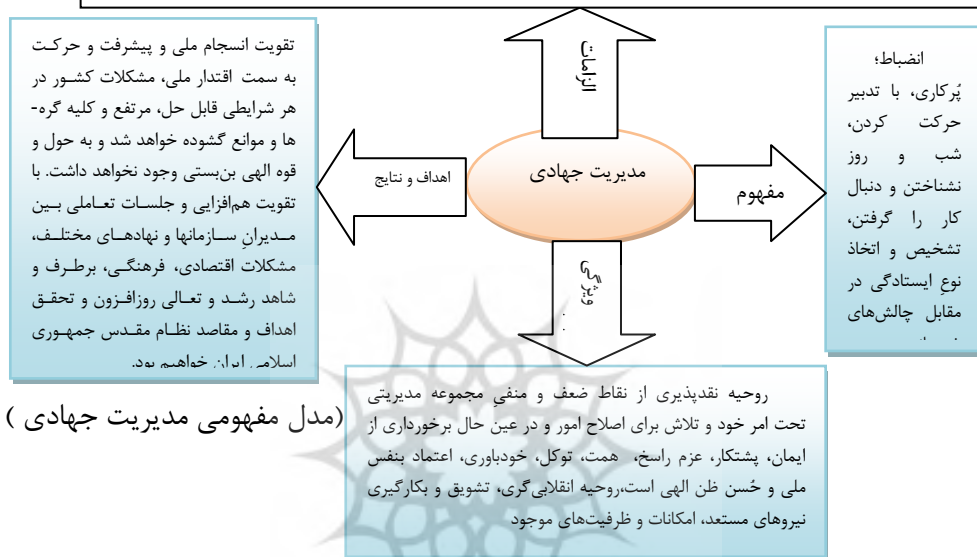 الزامات
تقویت انسجام ملی و پیشرفت و حرکت
به سمت اقتدار ملی، مشکلات کشور در
هر شرایطی قابل حل، مرتفع و کلیه گره-
ها و موانع گشوده خواهد شد و به حول و
قوه الهی بن‌بستی وجود نخواهد داشت. با
تقویت هم‌افزایی و جلسات تعاملی بین
مدیرانِ سازمانها و نهادهای مختلف،
مشکلات اقتصادی، فرهنگی، برطرف و
شاهد رشد و تعالی روزافزون و تحقق
اهداف و مقاصد نظام مقدس جمهوری
اسلامی ایران خواهیم بود.
انضباط؛
پُرکاری، با تدبیر
حرکت کردن،
شب و روز
نشناختن و دنبال
کار را گرفتن،
تشخیص و اتخاذ
نوعِ ایستادگی در
مقابل چالش‌های
مدیریت جهادی
اهداف و نتایج
مفهوم
ویژگی
روحیه نقدپذیری از نقاط ضعف و منفیِ مجموعه مدیریتی
تحت امر خود و تلاش برای اصلاح امور و در عین حال برخورداری از
ایمان، پشتکار، عزم راسخ، همت، توکل، خودباوری، اعتماد بنفس
ملی و حُسن ظن الهی است،روحیه انقلابی‌گری، تشویق و بکارگیری
نیروهای مستعد، امکانات و ظرفیت‌های موجود
(مدل مفهومی مدیریت جهادی )